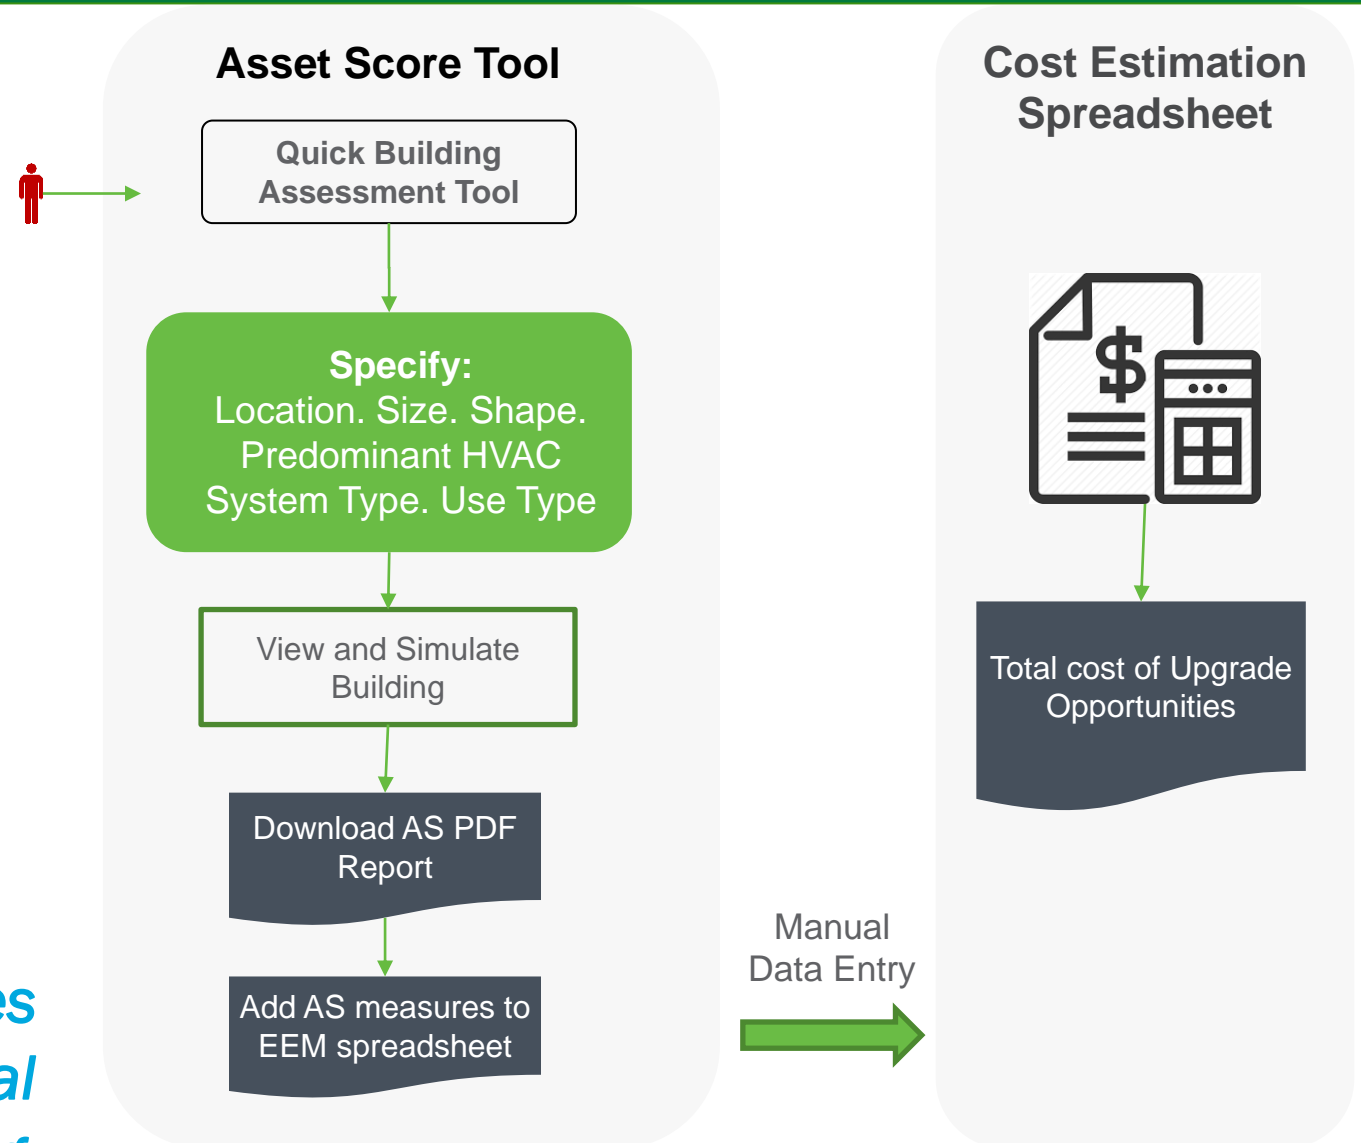 Asset Score Tool
Quick Building
Assessment Tool
Specify:
Location. Size. Shape.
Predominant HVAC
System Type. Use Type
View and Simulate
Building
Download AS PDF
Report
Add AS measures to
EEM spreadsheet
Manual
Data Entry
Cost Estimation
Spreadsheet
$
Total cost of Upgrade
Opportunities
es
al